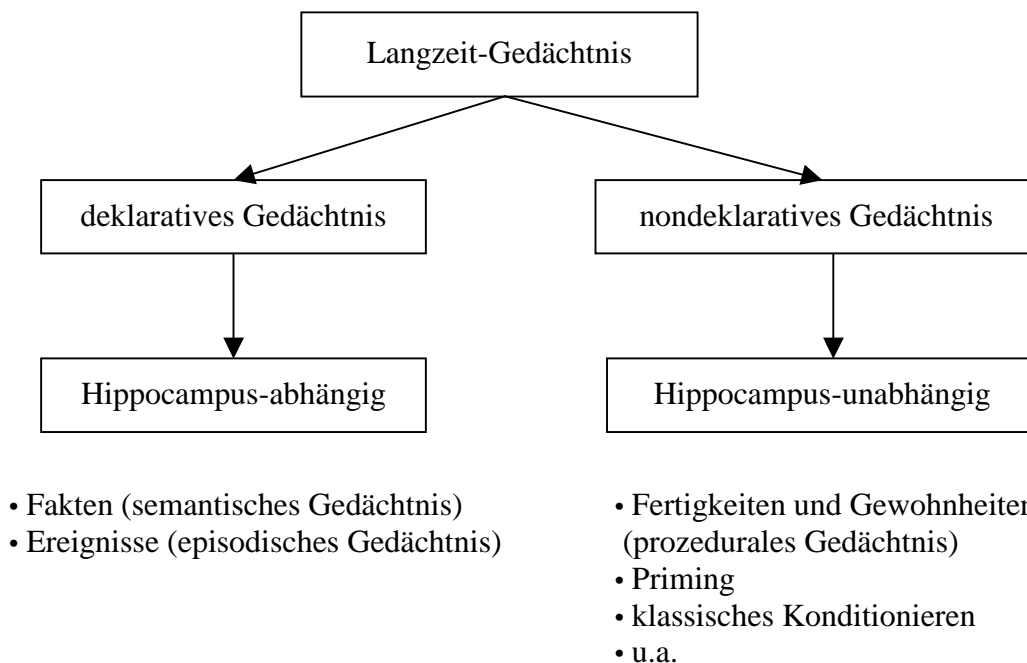 Langzeit-Gedächtnis
deklaratives Gedächtnis
nondeklaratives Gedächtnis
Hippocampus-abhängig
Hippocampus-unabhängig
• Fakten (semantisches Gedächtnis)
• Ereignisse (episodisches Gedächtnis)
• Fertigkeiten und Gewohnheiten
(prozedurales Gedächtnis)
• Priming
• klassisches Konditionieren
• u.a.